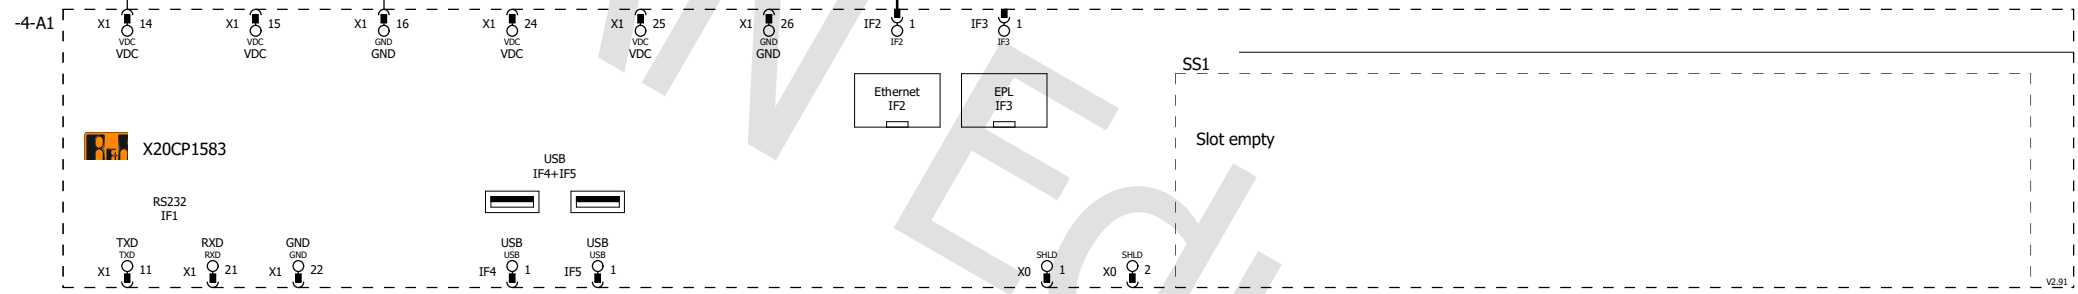 -4-A1
X1 14 X1 15 X1 16 X1 24 X1 25 X1 26 IF2 1 IF3 1
VDC VDC GND VDC VDC GND IF2 IF3
VDC VDC GND VDC VDC GND
SS1
Ethernet EPL
IF2 IF3
Slot empty
X20CP1583
USB
IF4+IF5
RS232
IF1
TXD RXD GND USB USB
TXD RXD GND USB USB SHLD SHLD
X1 11 X1 21 X1 22 IF4 1 IF5 1 X0 1 X0 2
V2.91